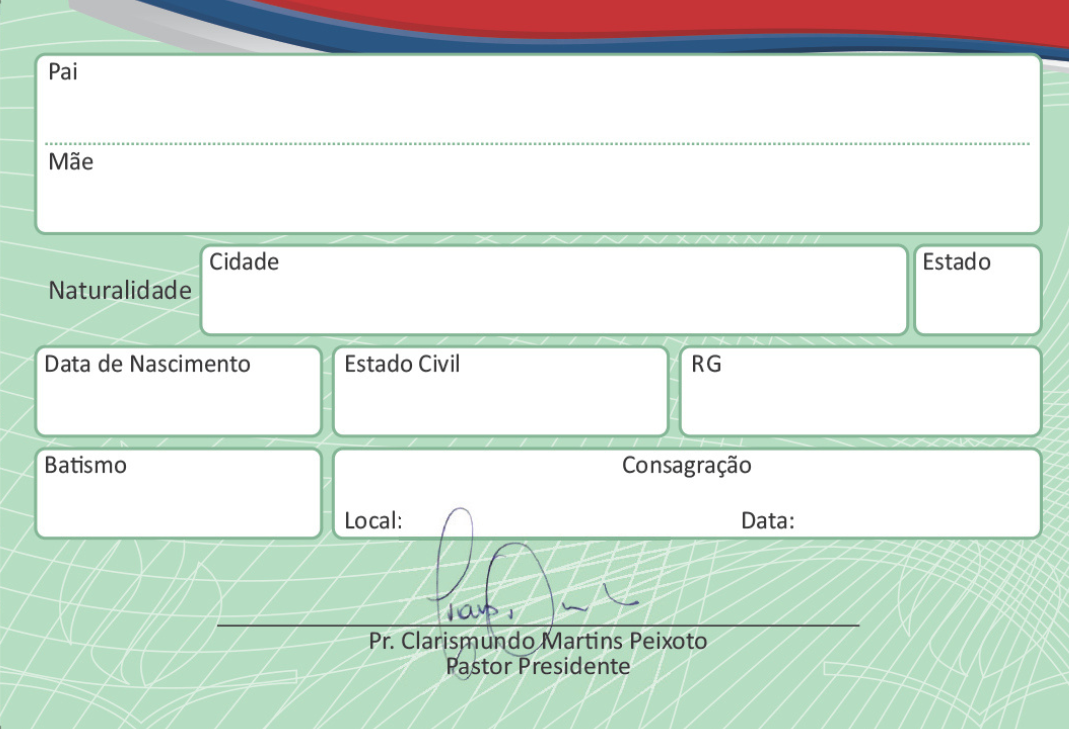 Pai
Mãe
Naturalidade
Cidade
Estado
Data de Nascimento
Estado Civil
RG
Batismo
Consagração
Local:
Data:
Pr. Clarismundo Martins Peixoto
Pastor Presidente